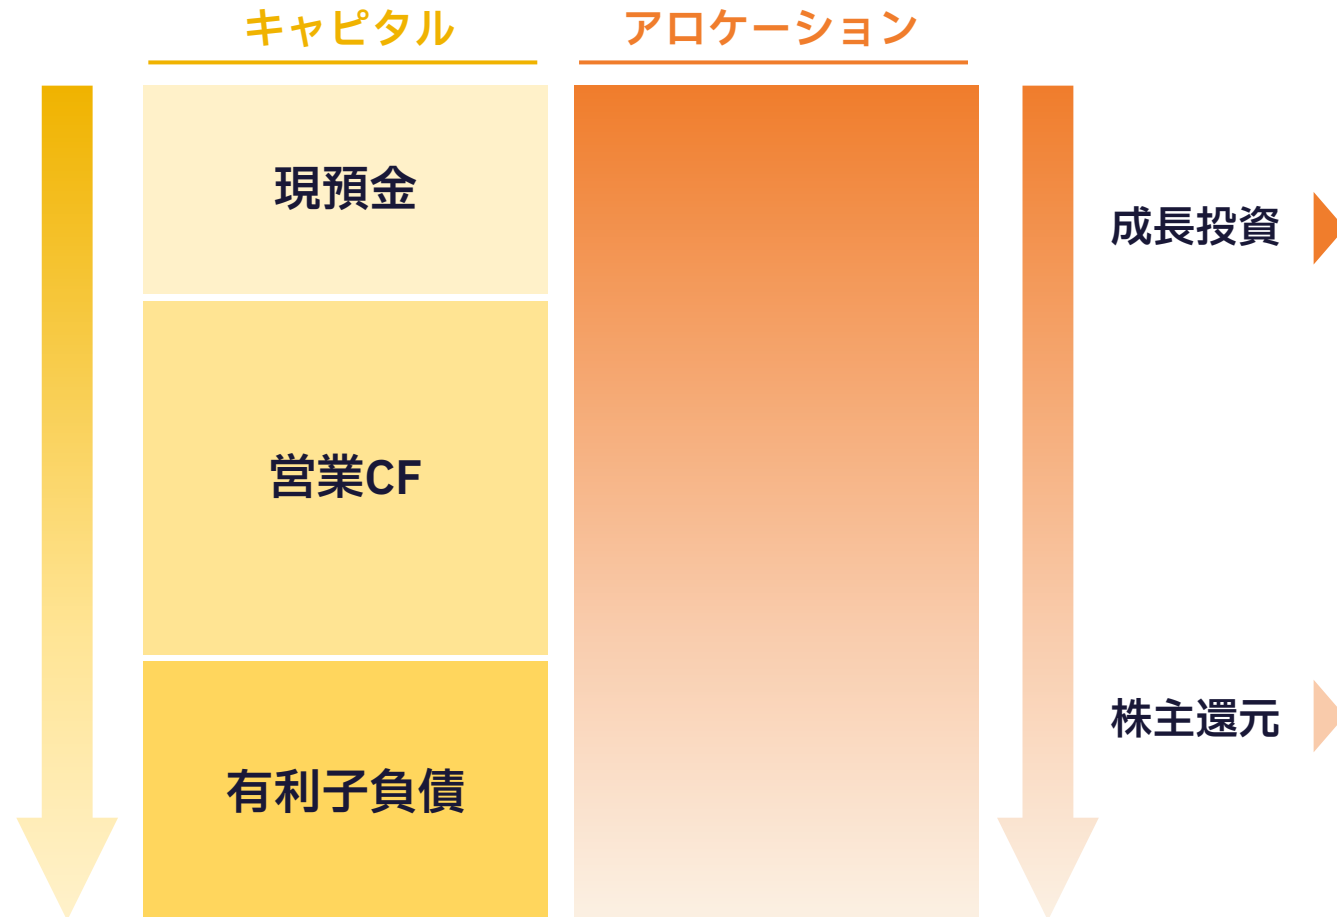 キャピタル
アロケーション
現預金
営業CF
有利子負債
成長投資
株主還元